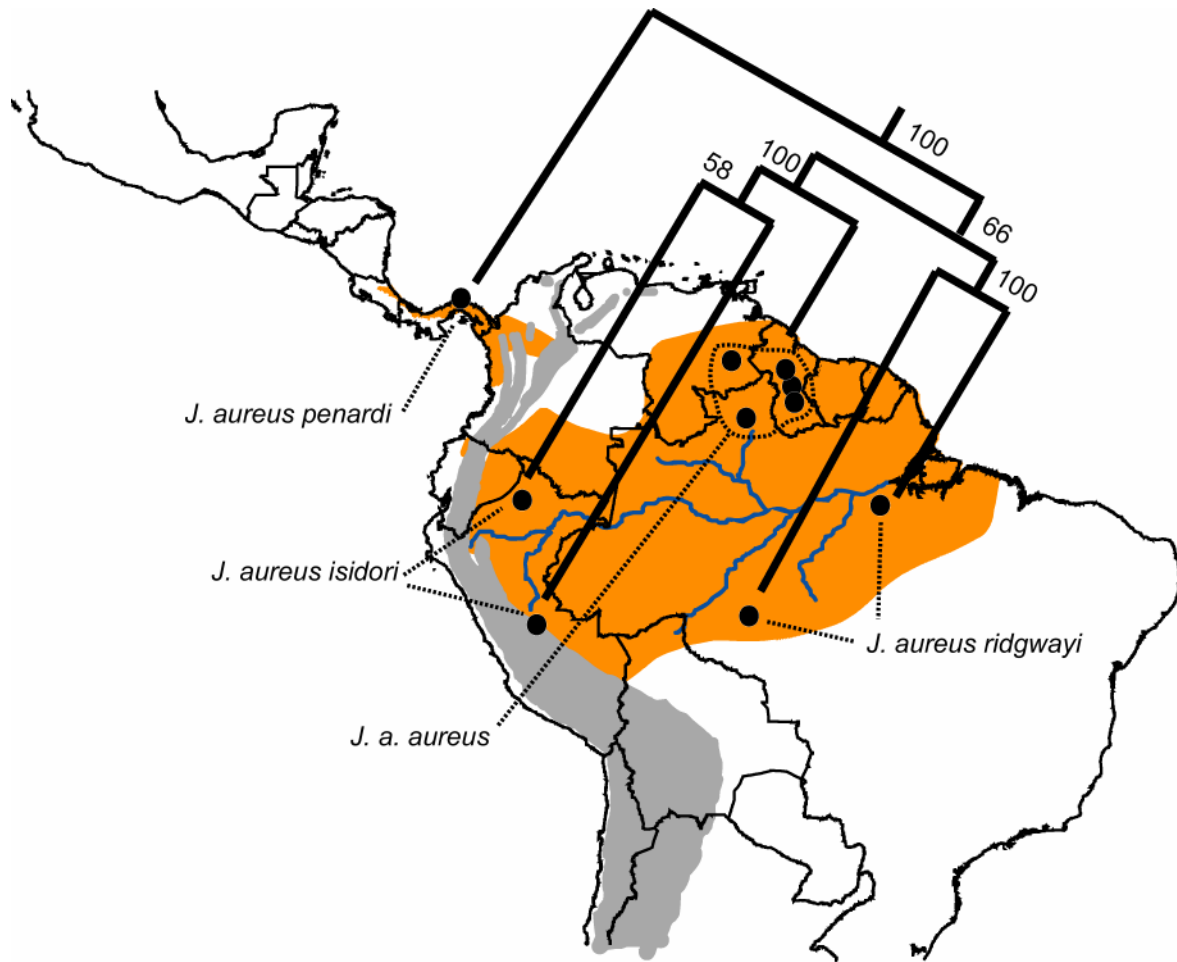 100
100
58
66
100
J. aureus penardi
J. aureus isidori
J. aureus ridgwayi
J. a. aureus